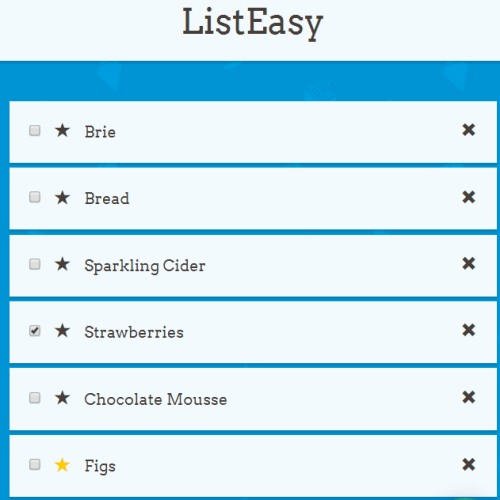 ListEasy
Brie
Bread
Sparkling Cider
Strawberries
Chocolate Mousse
Figs